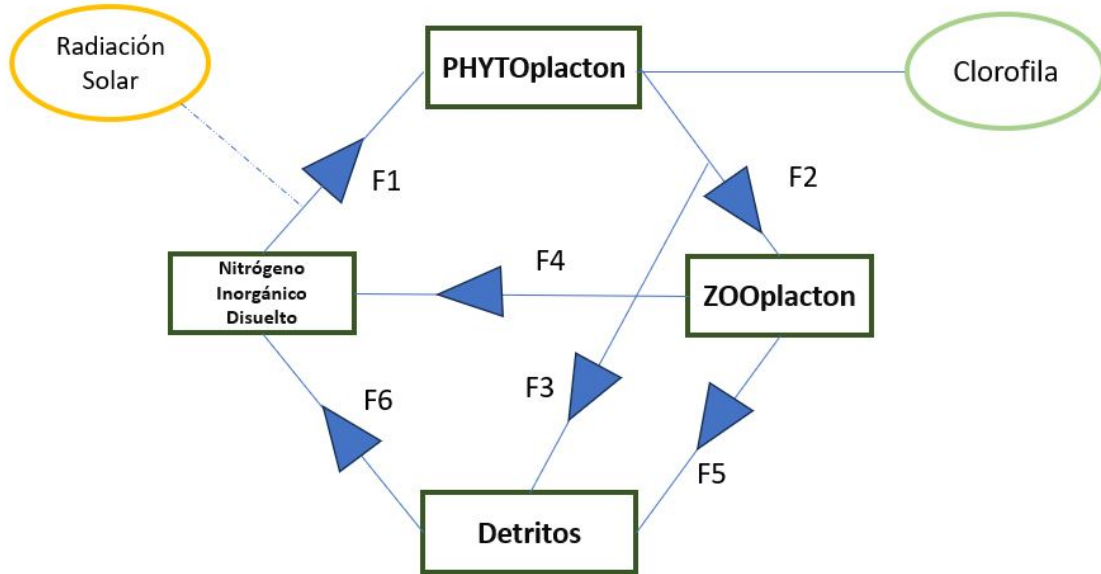 Radiación
Solar
PHYTOplacton
Clorofila
F1
F2
Nitrógeno
Inorgánico
Disuelto
F4
ZOOplacton
F3
F6
F5
Detritos